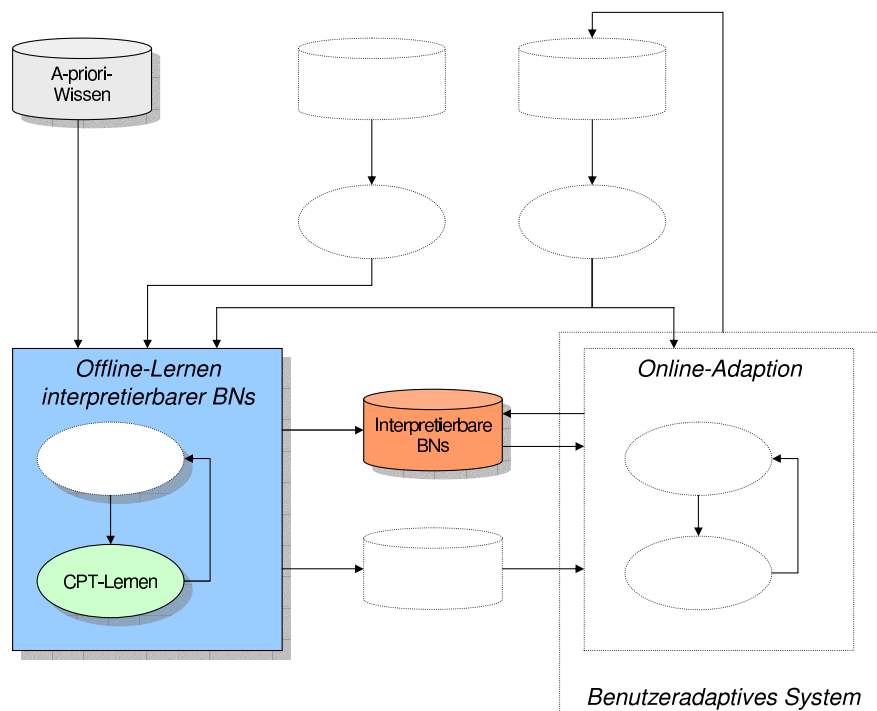 A-priori-
Wissen
Offline-Lernen
interpretierbarer BNs
CPT-Lernen
Interpretierbare
BNs
Online-Adaption
Benutzeradaptives System